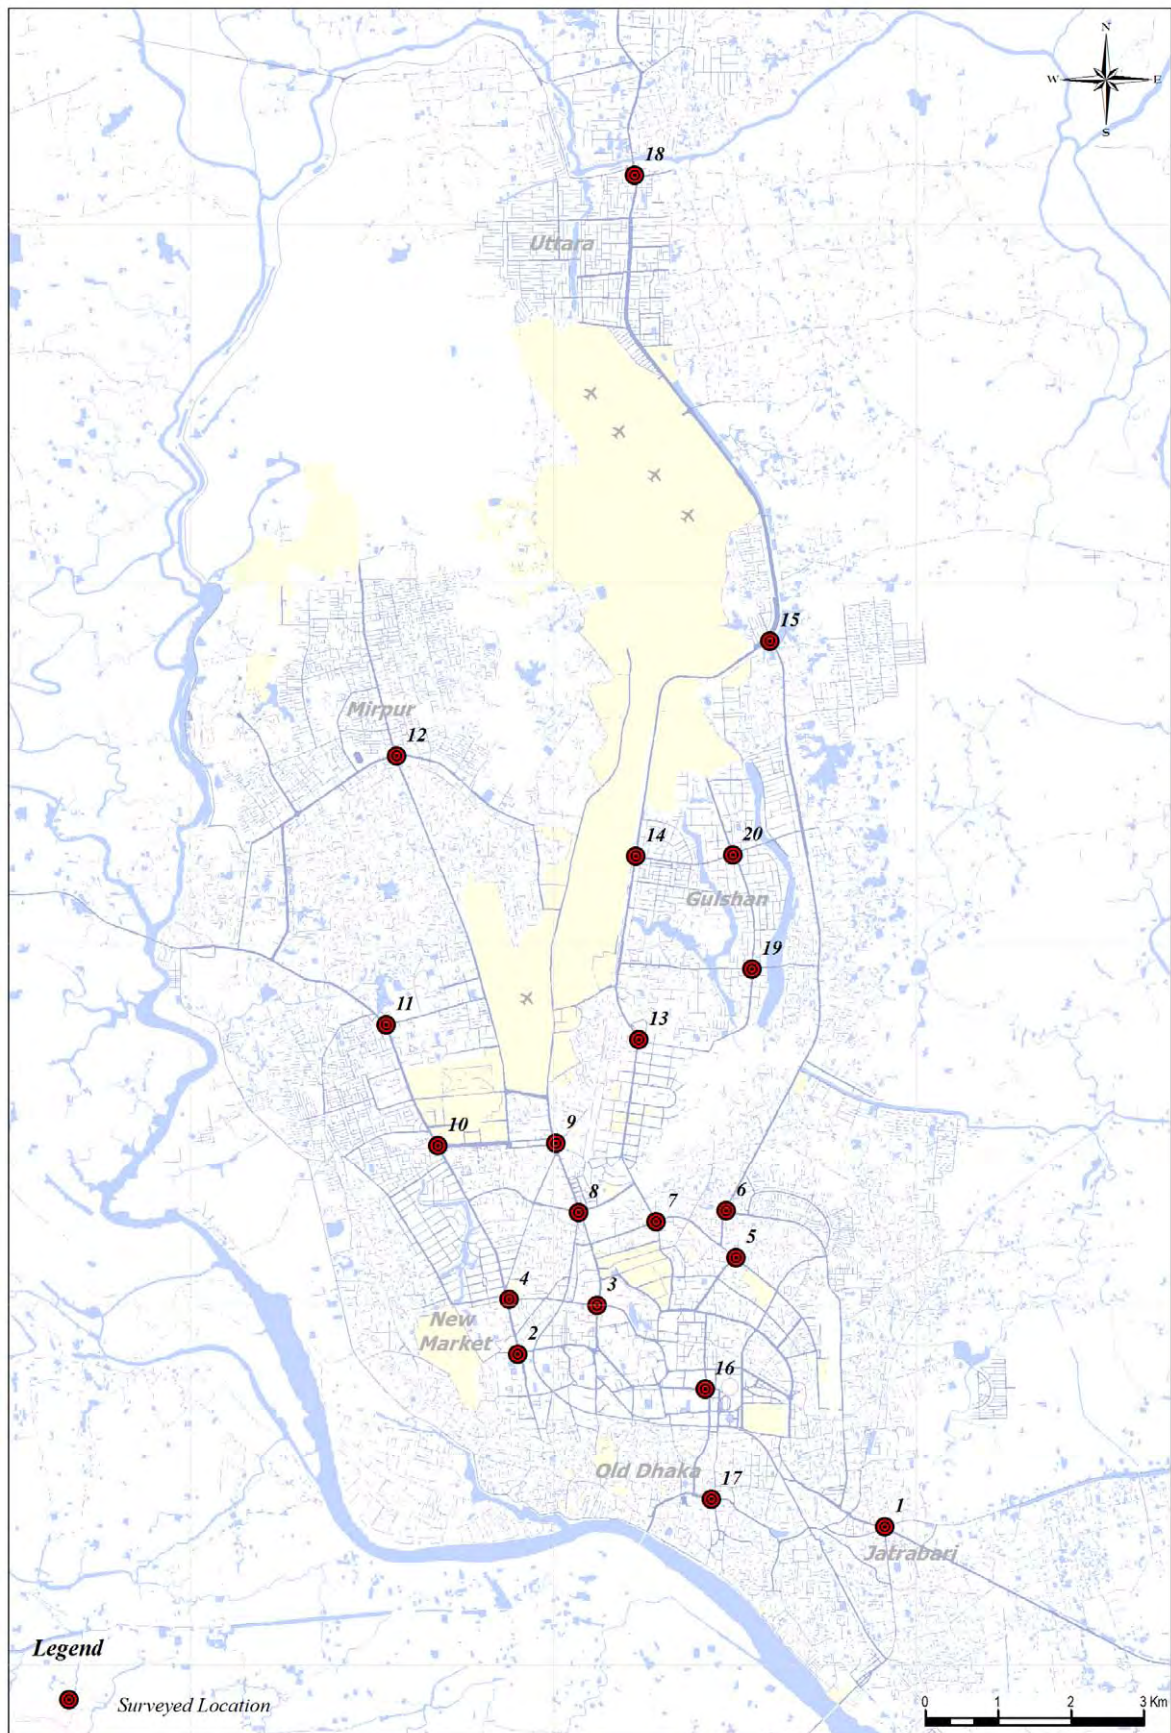 N
W E
S
18
Uttara
15
Mirpur
12
14 20
Gulshan
19
11
13
10 9
8 7 6
5
4 3
New
Market
2
16
Old Dhaka
17
1
Jatrabari
Legend
Surveyed Location
0 1 2 3 Km